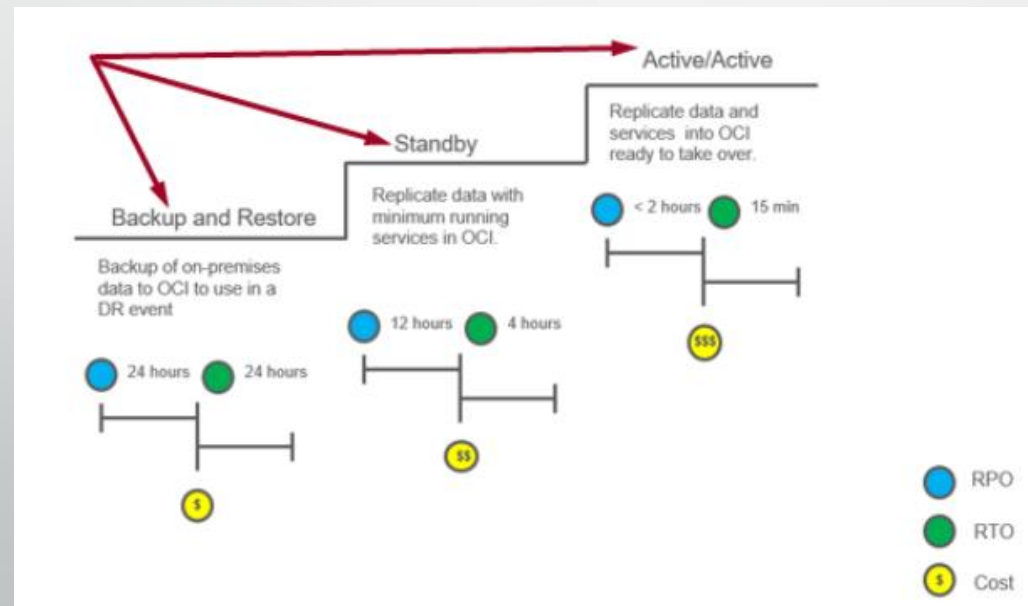 Active/Active
Replicate data and
services into OCI
ready to take over.
< 2 hours
15 min
$$$
Standby
Replicate data with
minimum running
services in OCI.
12 hours
4 hours
$$
Backup and Restore
Backup of on-premises
data to OCI to use in a
DR event
24 hours
24 hours
$
RPO
RTO
$
Cost